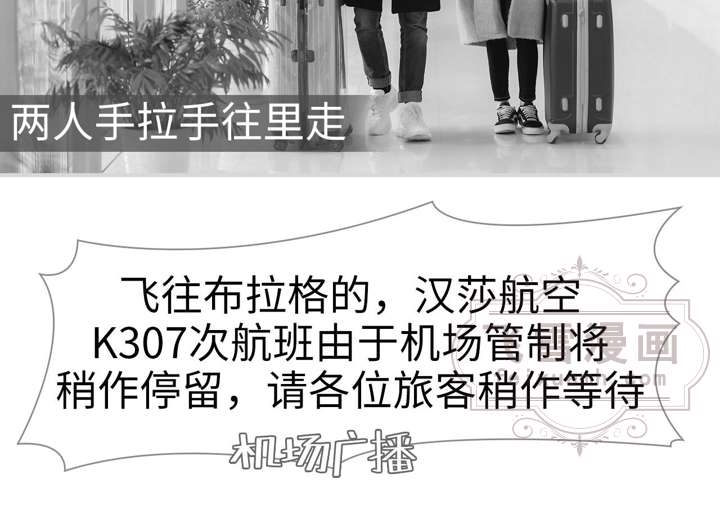 两人手拉手往里走
飞往布拉格的，汉莎航空
K307次航班由于机场管制将
稍作停留，请各位旅客稍作等待
机场广播